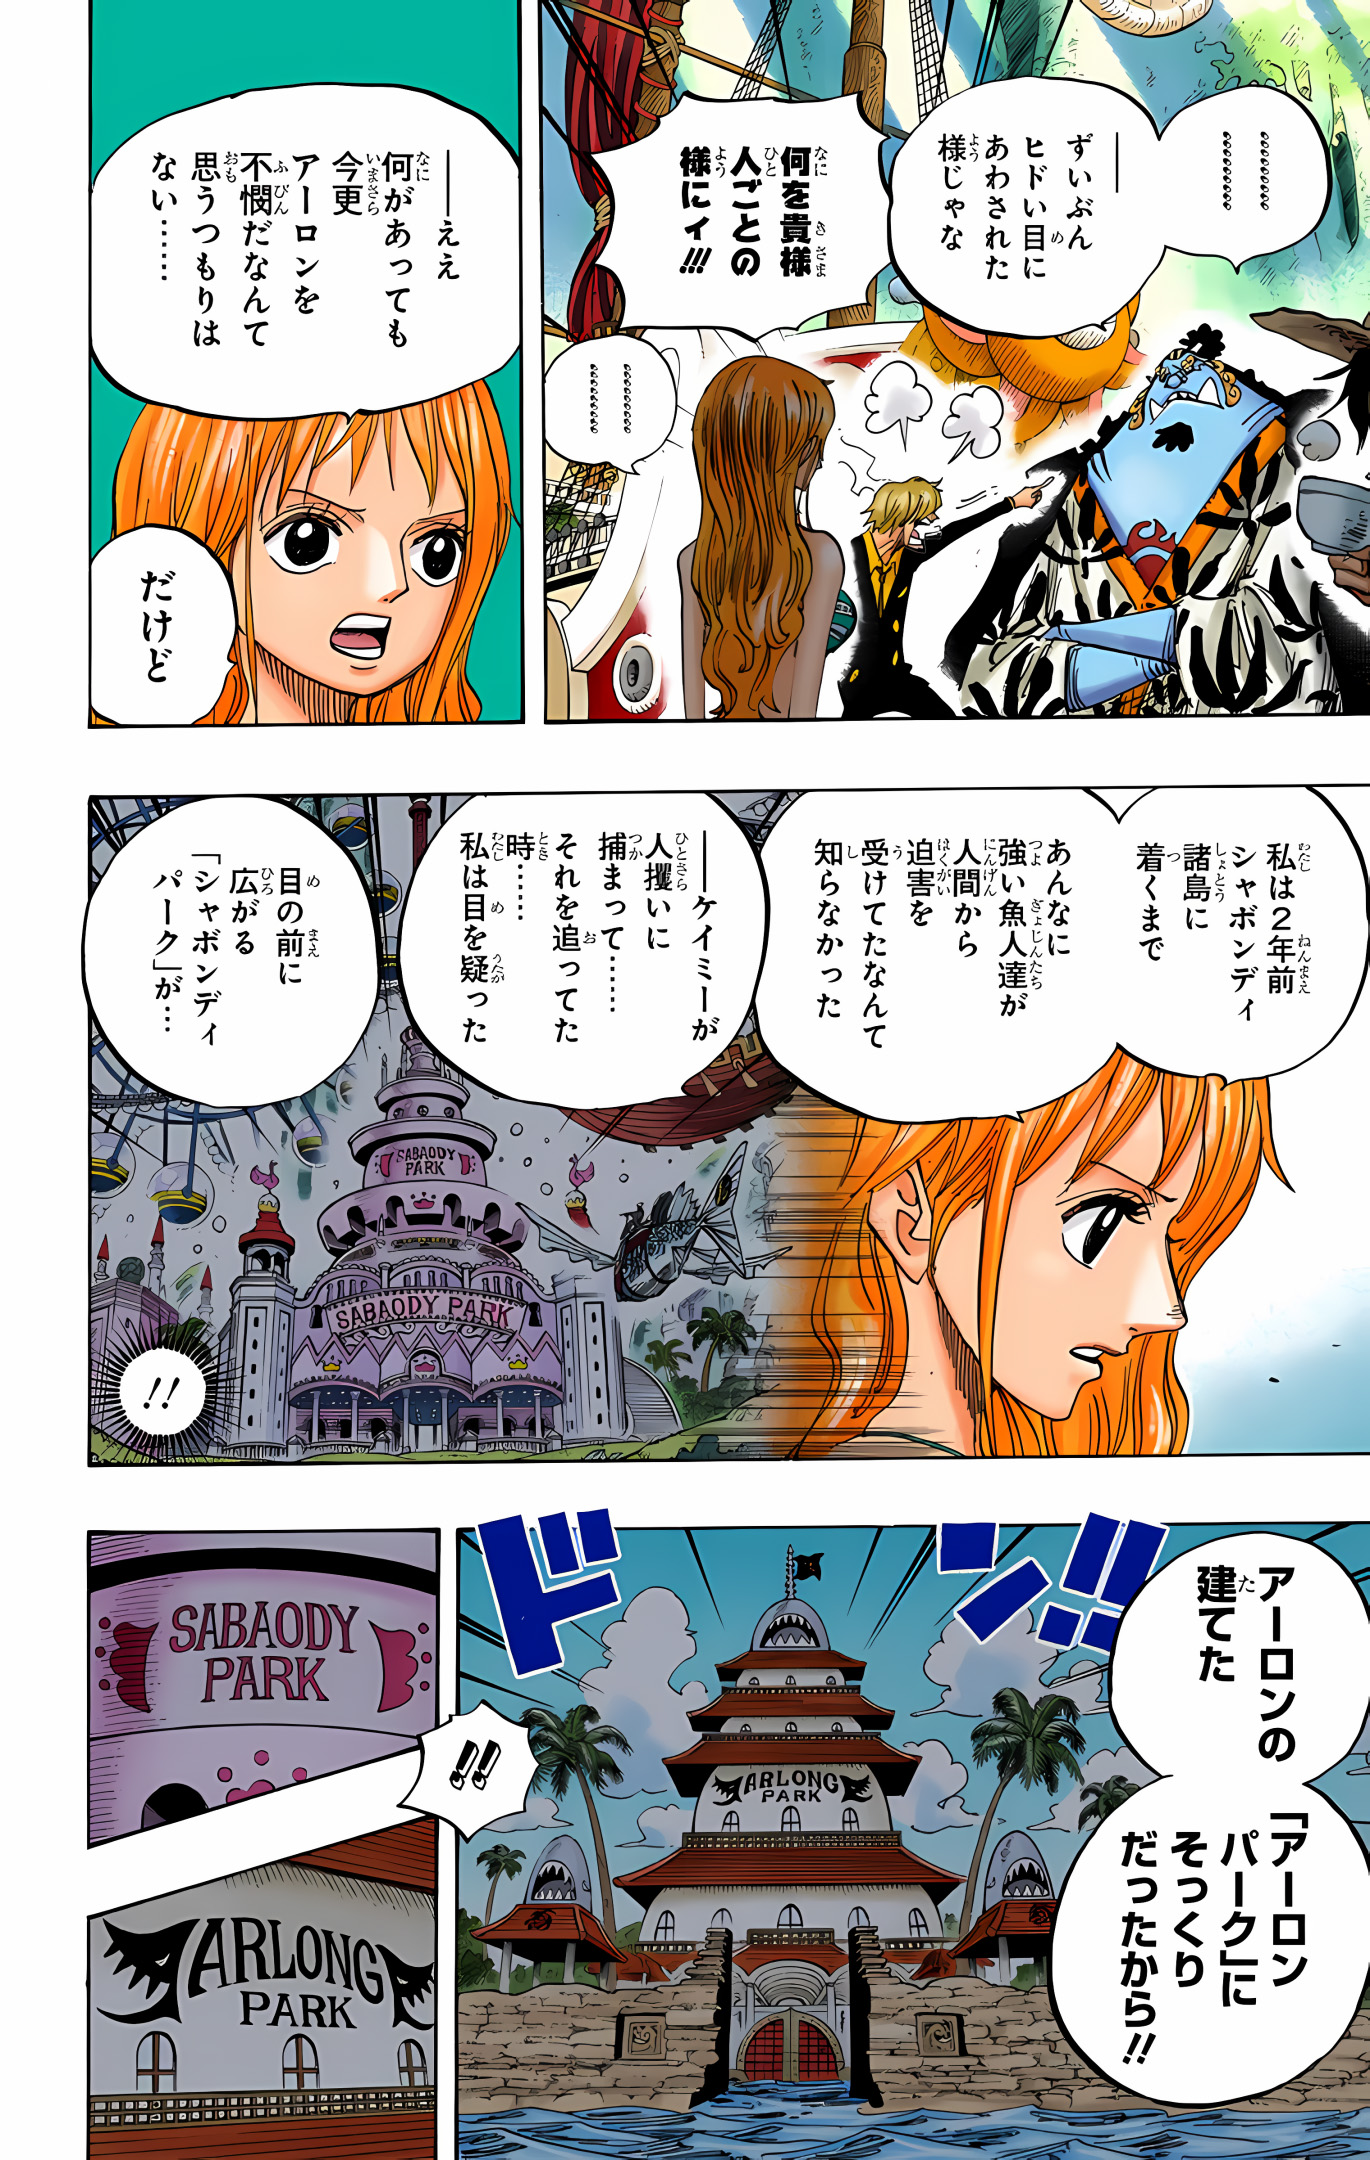 ………
………
――
ずいぶん
ヒドい目に
あわされた
様じゃな
何を貴様
人ごとの
様にィ!!!
………
………
――ええ
何があっても
今更
アーロンを
不憫だなんて
思うつもりは
ない……
だけど
私は2年前
シャボンディ
諸島に
着くまで
あんなに
強い魚人達が
人間から
迫害を
受けてたなんて
知らなかった
――ケイミーが
人攫いに
捕まって……
それを追ってた
時……
私は目を疑った
目の前に
広がる
「シャボンディ
パーク」が…
SABAODY
PARK
SABAODY PARK
!!
アーロンの
建てた
「アーロン
パーク」に
そっくり
だったから!!
ドン!!
ARLONG
PARK
SABAODY
PARK
!!
ARLONG
PARK